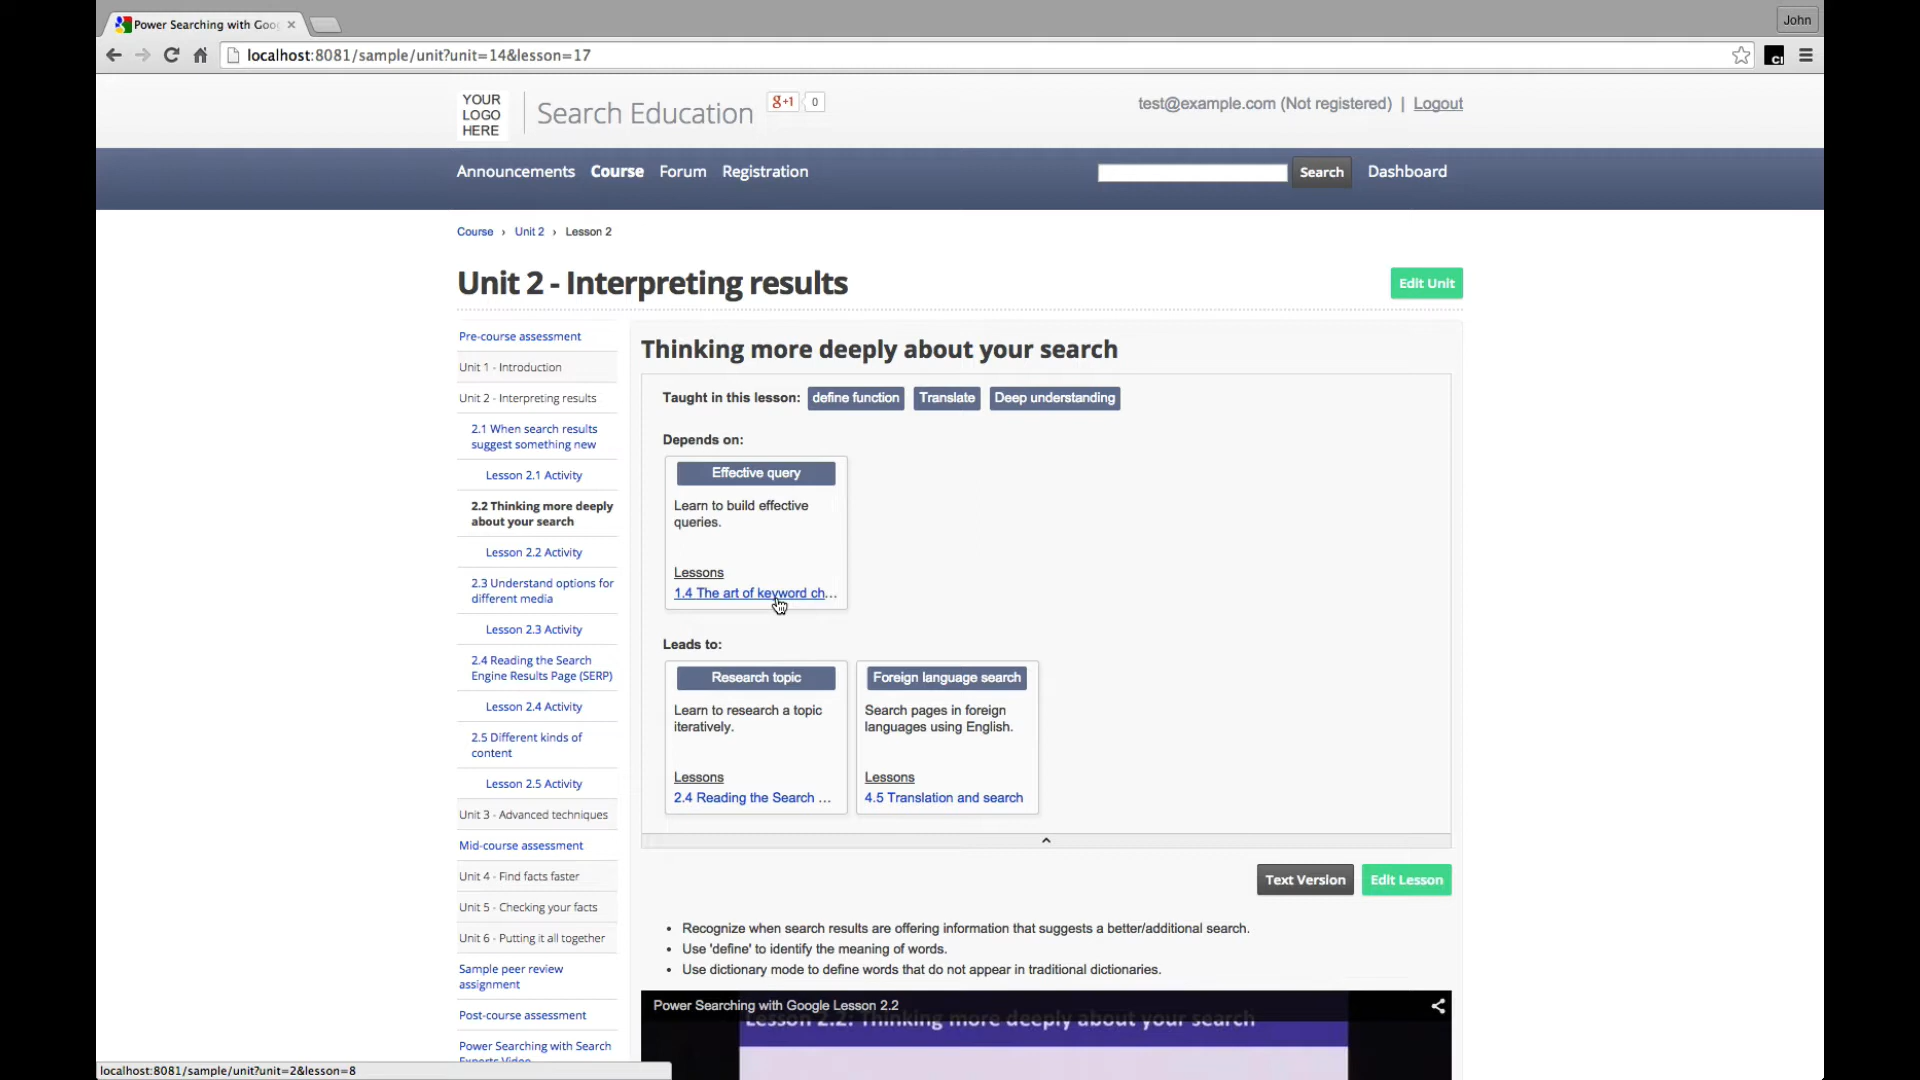 Power Searching with Goo
John
localhost:8081/sample/unit?unit=14&lesson=17
YOUR
LOGO
HERE
Search Education
g+1
0
test@example.com (Not registered) | Logout
Announcements
Course
Forum
Registration
Search
Dashboard
Course › Unit 2 › Lesson 2
Unit 2 - Interpreting results
Edit Unit
Pre-course assessment
Unit 1 - Introduction
Unit 2 - Interpreting results
2.1 When search results
suggest something new
Lesson 2.1 Activity
2.2 Thinking more deeply
about your search
Lesson 2.2 Activity
2.3 Understand options for
different media
Lesson 2.3 Activity
2.4 Reading the Search
Engine Results Page (SERP)
Lesson 2.4 Activity
2.5 Different kinds of
content
Lesson 2.5 Activity
Unit 3 - Advanced techniques
Mid-course assessment
Unit 4 - Find facts faster
Unit 5 - Checking your facts
Unit 6 - Putting it all together
Sample peer review
assignment
Post-course assessment
Power Searching with Search
Experts Video
Thinking more deeply about your search
Taught in this lesson: define function Translate Deep understanding
Depends on:
Effective query
Learn to build effective
queries.
Lessons
1.4 The art of keyword ch...
Leads to:
Research topic
Learn to research a topic
iteratively.
Lessons
2.4 Reading the Search ...
Foreign language search
Search pages in foreign
languages using English.
Lessons
4.5 Translation and search
Text Version
Edit Lesson
• Recognize when search results are offering information that suggests a better/additional search.
• Use 'define' to identify the meaning of words.
• Use dictionary mode to define words that do not appear in traditional dictionaries.
Power Searching with Google Lesson 2.2
Lesson 2.2: Thinking more deeply about your search
localhost:8081/sample/unit?unit=2&lesson=8